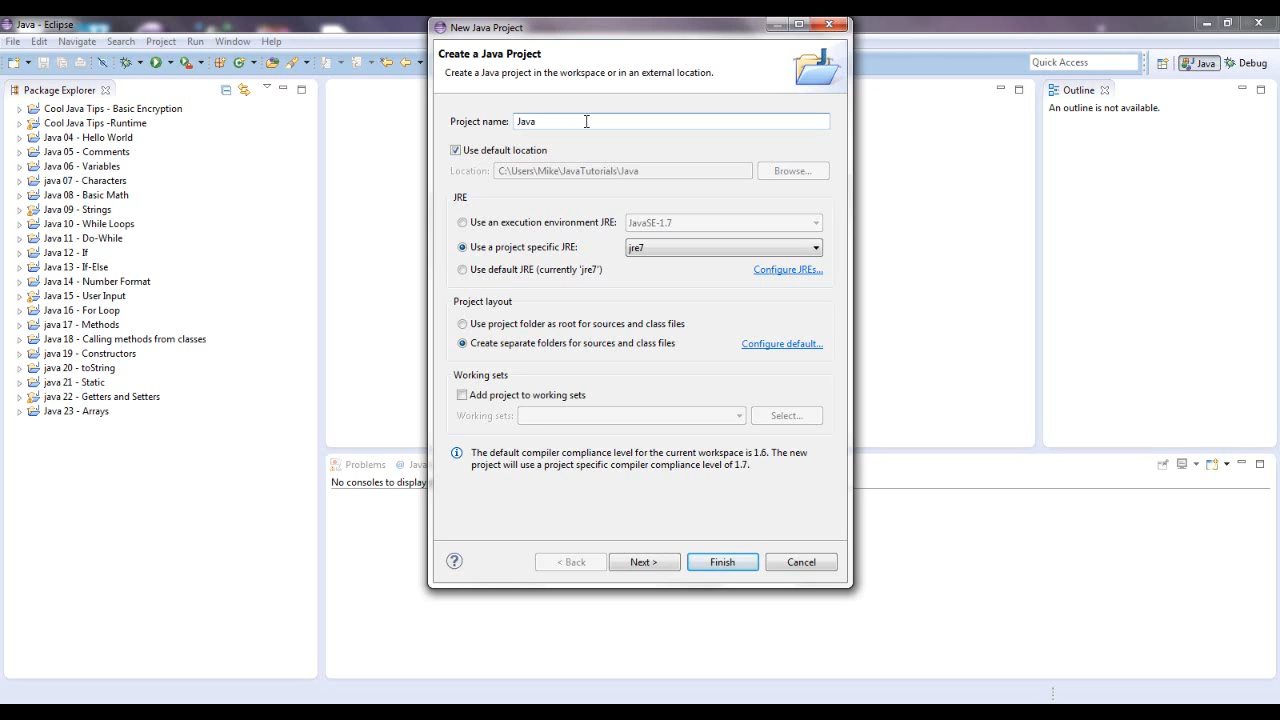 Java - Eclipse
File Edit Navigate Search Project Run Window Help
Quick Access
Java
Debug
Package Explorer
Cool Java Tips - Basic Encryption
Cool Java Tips -Runtime
Java 04 - Hello World
Java 05 - Comments
Java 06 - Variables
java 07 - Characters
Java 08 - Basic Math
Java 09 - Strings
Java 10 - While Loops
Java 11 - Do-While
Java 12 - If
Java 13 - If-Else
Java 14 - Number Format
Java 15 - User Input
Java 16 - For Loop
java 17 - Methods
Java 18 - Calling methods from classes
java 19 - Constructors
java 20 - toString
java 21 - Static
java 22 - Getters and Setters
Java 23 - Arrays
New Java Project
Create a Java Project
Create a Java project in the workspace or in an external location.
Project name: Java
Use default location
Location: C:\Users\Mike\JavaTutorials\Java Browse...
JRE
Use an execution environment JRE: JavaSE-1.7
Use a project specific JRE: jre7
Use default JRE (currently 'jre7') Configure JREs...
Project layout
Use project folder as root for sources and class files
Create separate folders for sources and class files Configure default...
Working sets
Add project to working sets
Working sets: Select...
The default compiler compliance level for the current workspace is 1.6. The new
project will use a project specific compiler compliance level of 1.7.
? < Back Next > Finish Cancel
Outline
An outline is not available.
Problems @ Java
No consoles to display